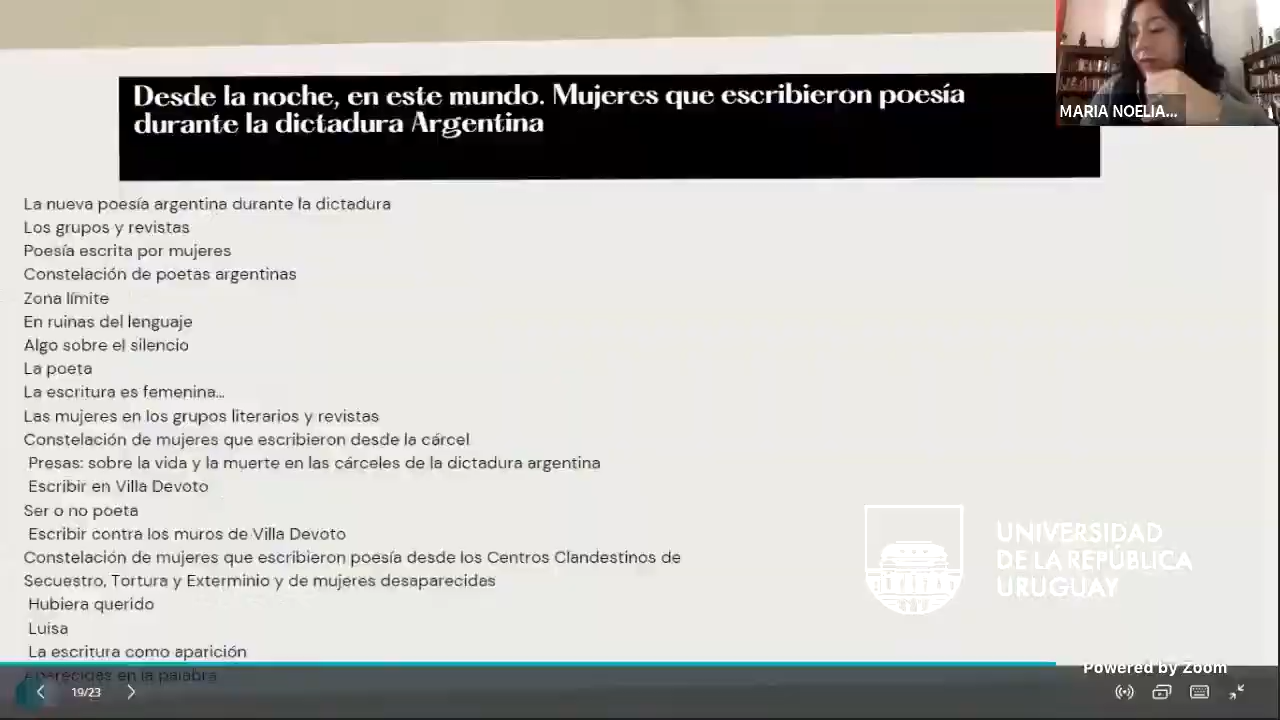 Desde la noche, en este mundo. Mujeres que escribieron poesía
durante la dictadura Argentina
MARIA NOELIA...
La nueva poesía argentina durante la dictadura
Los grupos y revistas
Poesía escrita por mujeres
Constelación de poetas argentinas
Zona límite
En ruinas del lenguaje
Algo sobre el silencio
La poeta
La escritura es femenina...
Las mujeres en los grupos literarios y revistas
Constelación de mujeres que escribieron desde la cárcel
Presas: sobre la vida y la muerte en las cárceles de la dictadura argentina
Escribir en Villa Devoto
Ser o no poeta
Escribir contra los muros de Villa Devoto
Constelación de mujeres que escribieron poesía desde los Centros Clandestinos de
Secuestro, Tortura y Exterminio y de mujeres desaparecidas
Hubiera querido
Luisa
La escritura como aparición
Aparecidas en la palabra
UNIVERSIDAD
DE LA REPÚBLICA
URUGUAY
Powered by Zoom
19/23